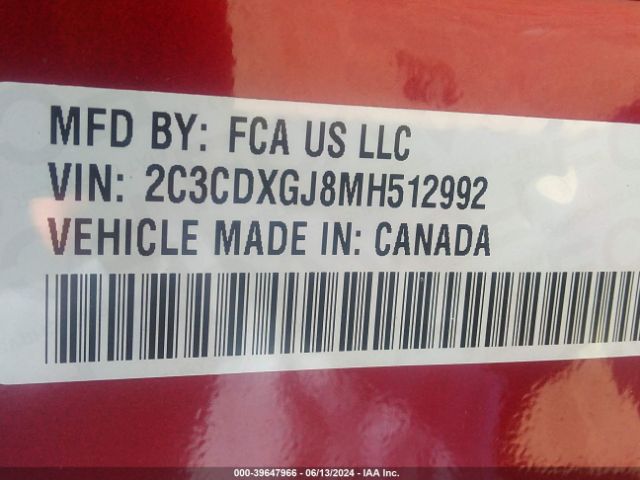 MFD BY: FCA US LLC
VIN: 2C3CDXGJ8MH512992
VEHICLE MADE IN: CANADA
000-39647966 - 06/13/2024 - IAA Inc.